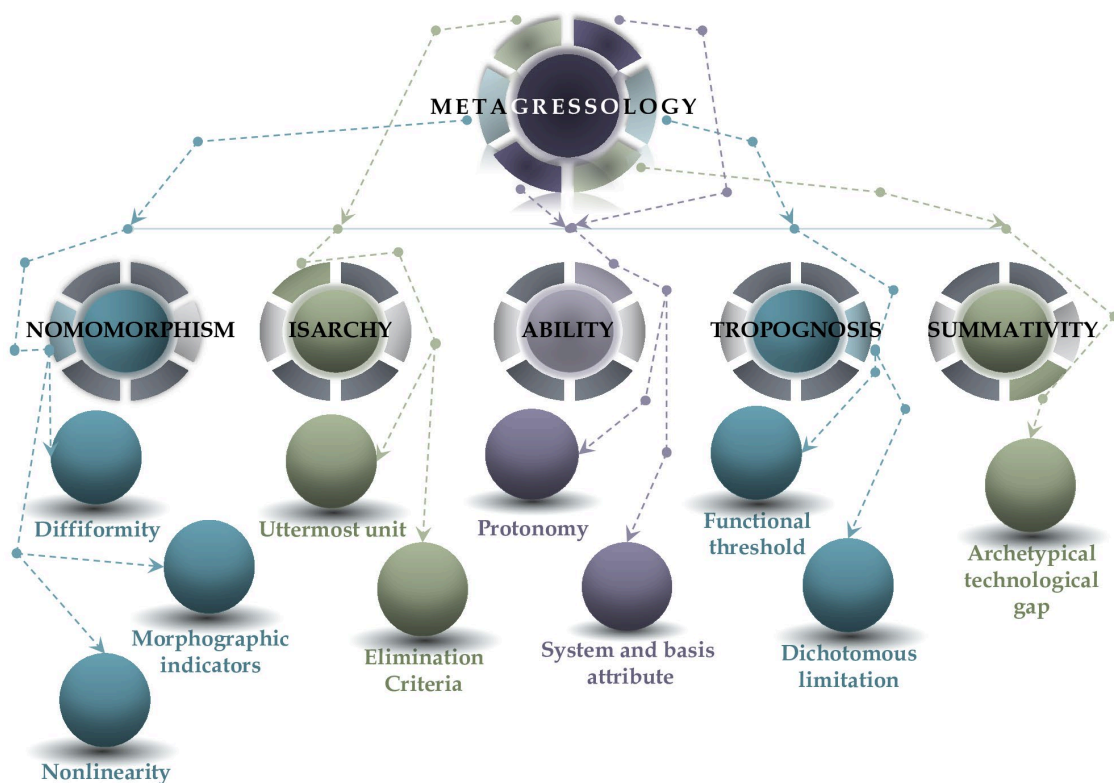 METAGRESSOLOGY
NOMOMORPHISM
ISARCHY
ABILITY
TROPOGNOSIS
SUMMATIVITY
Diffiformity
Uttermost unit
Protonomy
Functional
threshold
Archetypical
technological
gap
Morphographic
indicators
Elimination
Criteria
System and basis
attribute
Dichotomous
limitation
Nonlinearity